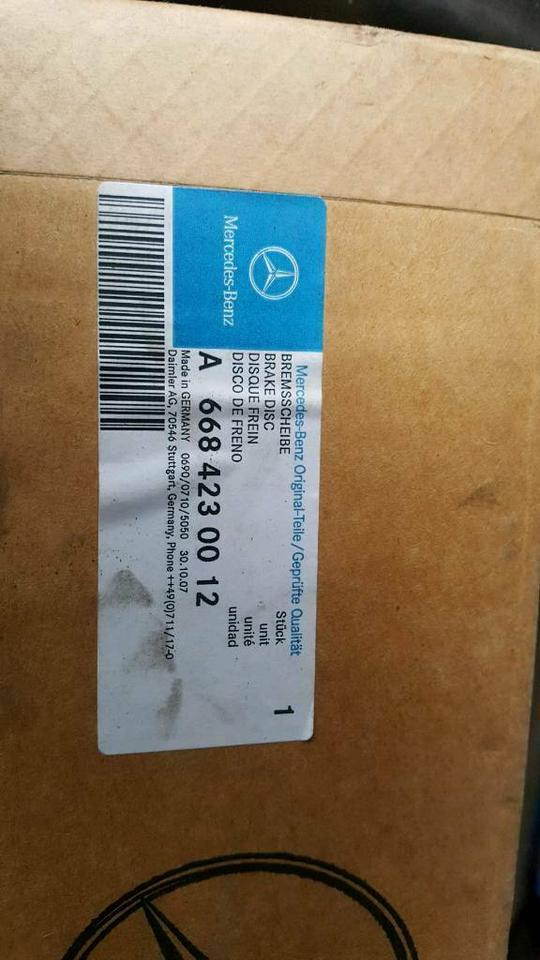 Mercedes-Benz
Mercedes-Benz Original-Teile/Geprüfte Qualität
BREMSSCHEIBE Stück 1
BRAKE DISC unit
DISQUE FREIN unité
DISCO DE FRENO unidad
A 668 423 00 12
Made in GERMANY 0690/0710/5050 30.10.07
Daimler AG, 70546 Stuttgart, Germany, Phone ++49(0)711/17-0